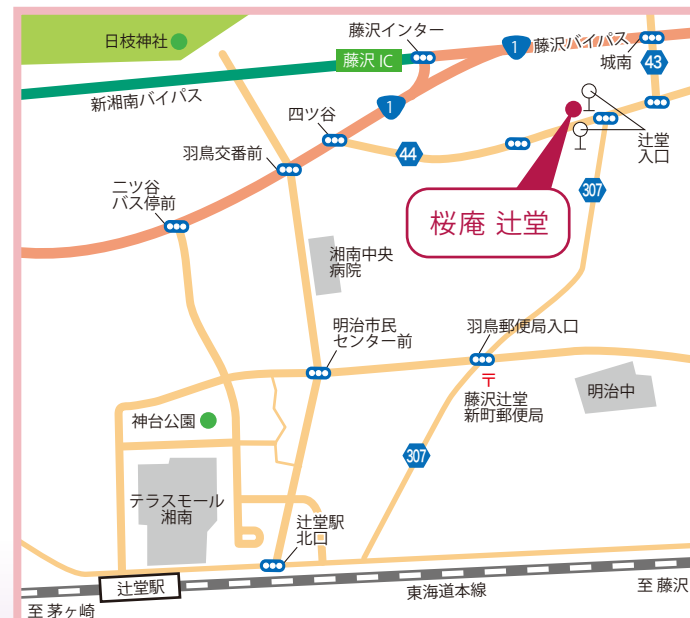 藤沢インター
日枝神社
1
藤沢バイパス
藤沢 IC
城南
43
新湘南バイパス
1
四ツ谷
辻堂
入口
羽鳥交番前
44
二ツ谷
バス停前
307
桜庵 辻堂
湘南中央
病院
明治市民
センター前
羽鳥郵便局入口
〒
藤沢辻堂
新町郵便局
明治中
神台公園
307
テラスモール
湘南
辻堂駅
北口
辻堂駅
東海道本線
至 藤沢
至 茅ヶ崎